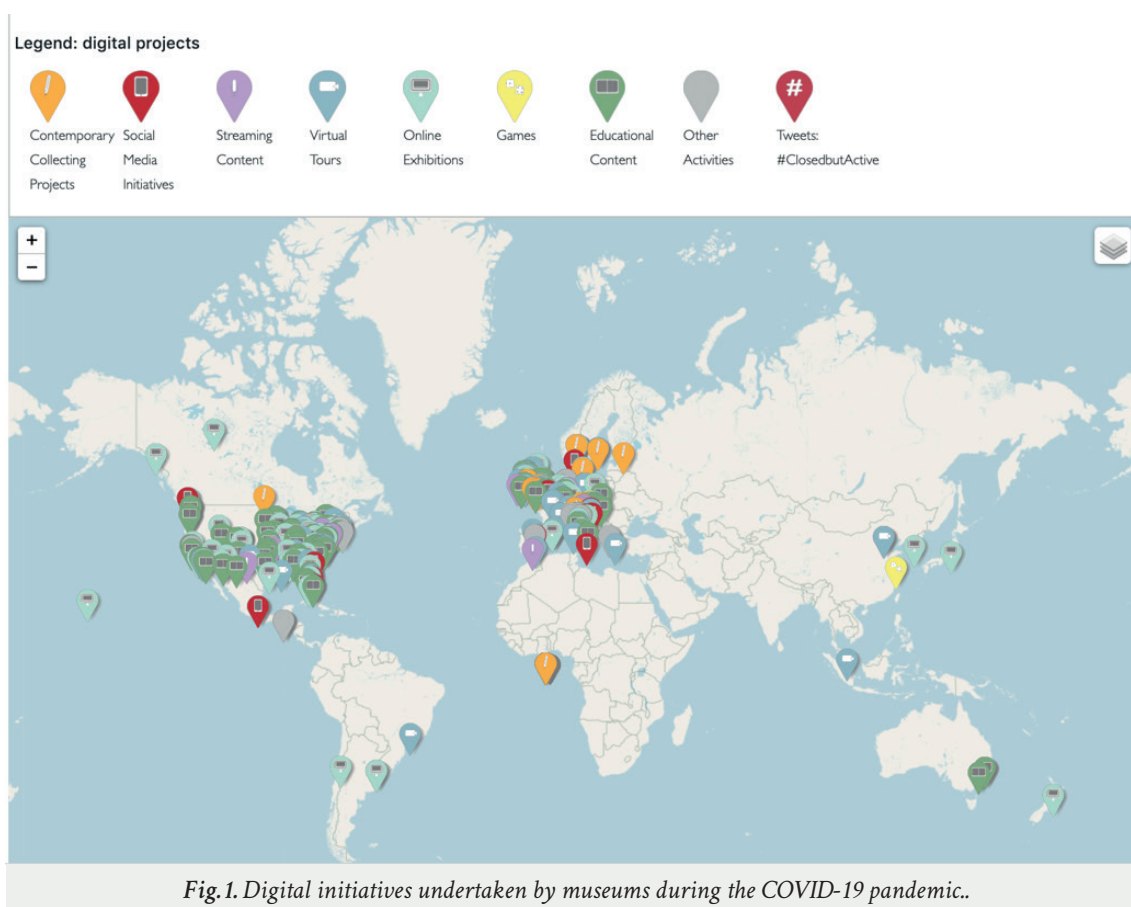 Legend: digital projects
#
Contemporary Collecting Projects
Social Media Initiatives
Streaming Content
Virtual Tours
Online Exhibitions
Games
Educational Content
Other Activities
Tweets: #ClosedbutActive
+
−
Fig.1. Digital initiatives undertaken by museums during the COVID-19 pandemic..